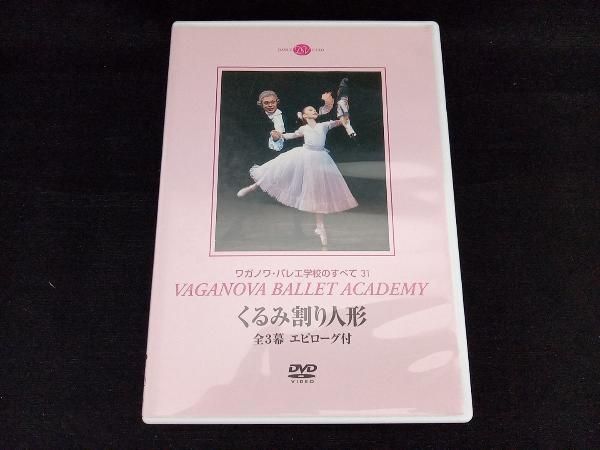 ワガノワ・バレエ学校のすべて 31
VAGANOVA BALLET ACADEMY
くるみ割り人形
全3幕 エピローグ付
DVD
VIDEO